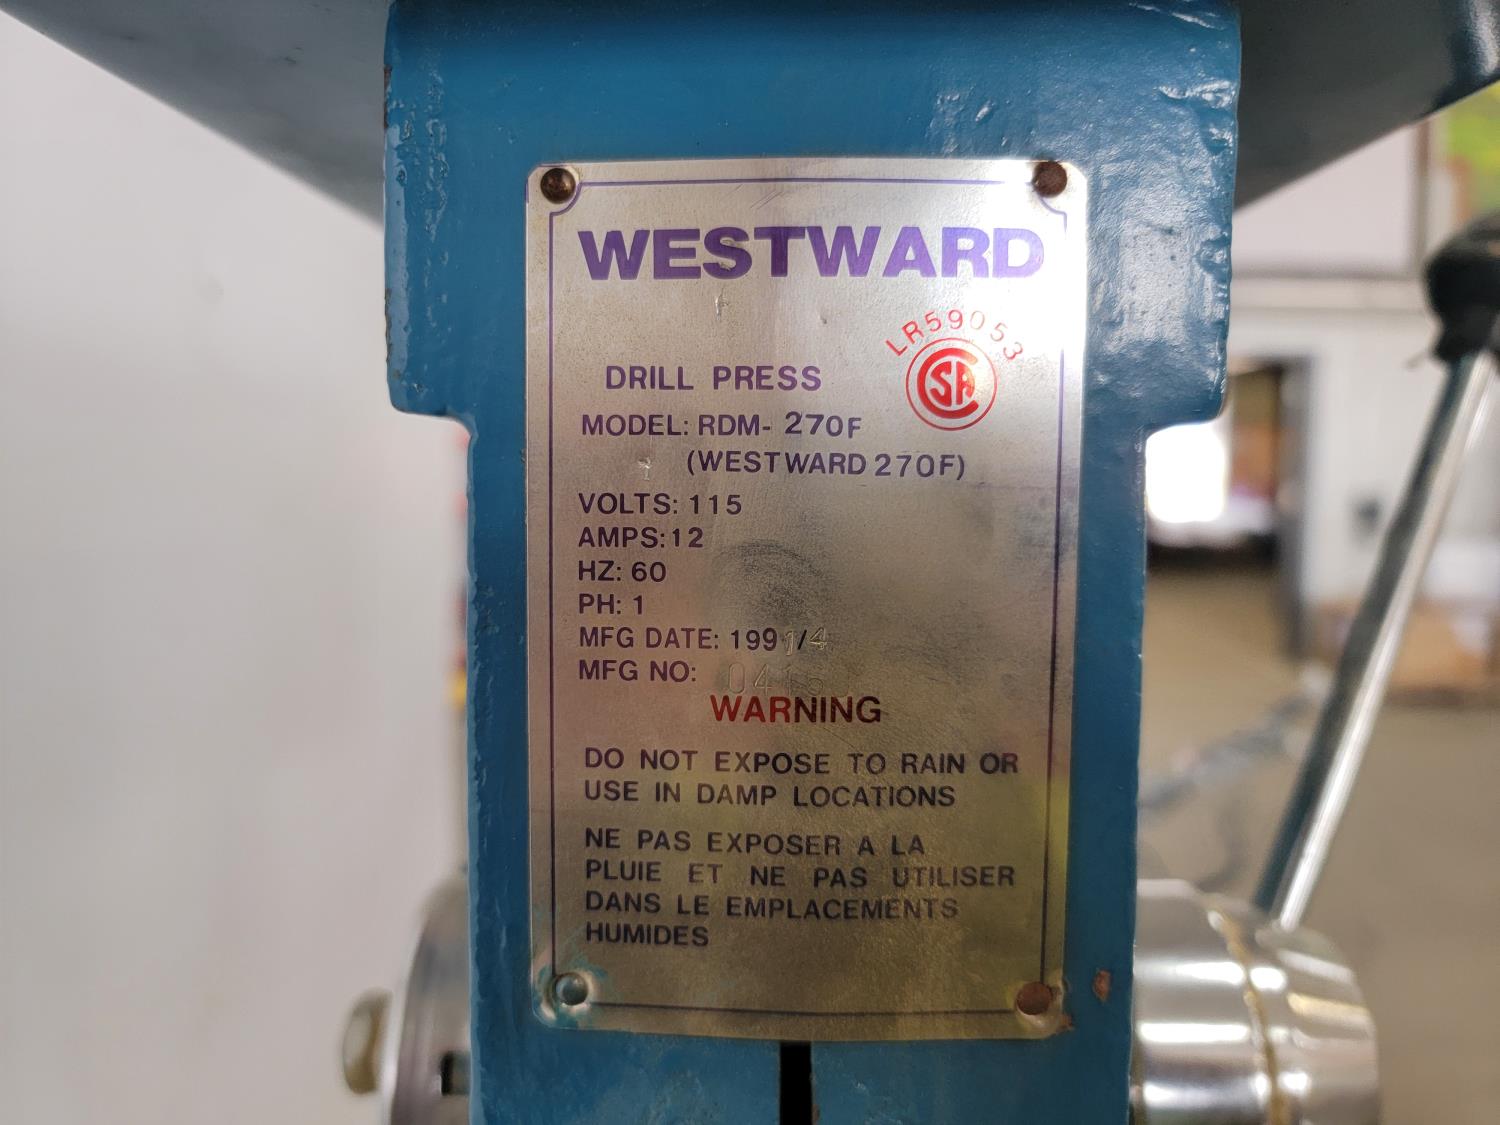 WESTWARD
LR59053
CSA
DRILL PRESS
MODEL: RDM- 270F
(WESTWARD 270F)
VOLTS: 115
AMPS: 12
HZ: 60
PH: 1
MFG DATE: 1991/4
MFG NO:
WARNING
DO NOT EXPOSE TO RAIN OR
USE IN DAMP LOCATIONS
NE PAS EXPOSER A LA
PLUIE ET NE PAS UTILISER
DANS LE EMPLACEMENTS
HUMIDES